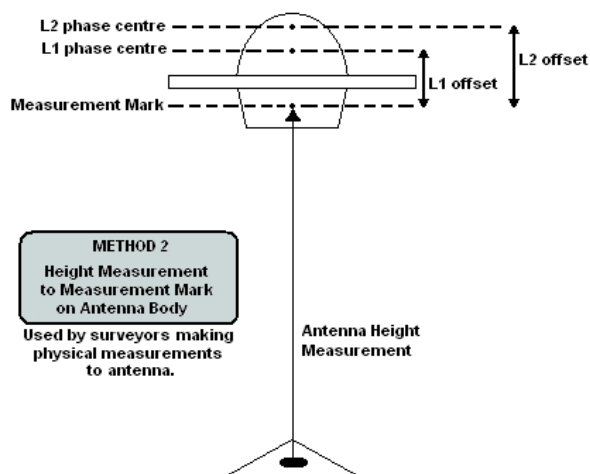 L2 phase centre
L1 phase centre
L2 offset
L1 offset
Measurement Mark
METHOD 2
Height Measurement
to Measurement Mark
on Antenna Body
Used by surveyors making
physical measurements
to antenna.
Antenna Height
Measurement